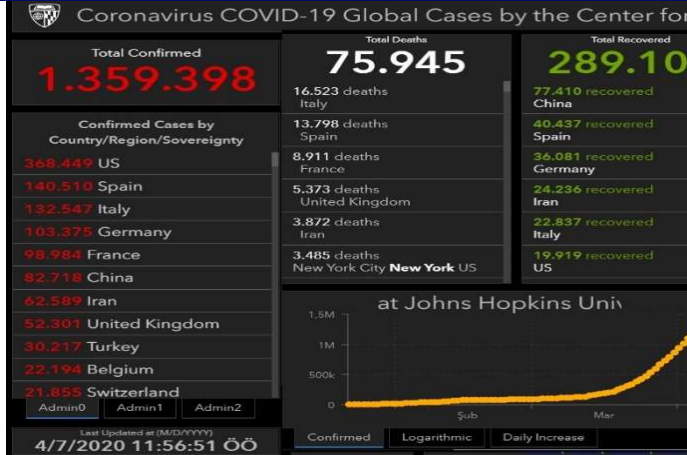 Coronavirus COVID-19 Global Cases by the Center for
Total Confirmed
1.359.398
Confirmed Cases by
Country/Region/Sovereignty
368.449 US
140.510 Spain
132.547 Italy
103.375 Germany
98.984 France
82.718 China
62.589 Iran
52.301 United Kingdom
30.217 Turkey
22.194 Belgium
21.855 Switzerland
Admin0 Admin1 Admin2
Last Updated at (M/D/YYYY)
4/7/2020 11:56:51 ÖÖ
Total Deaths
75.945
16.523 deaths
Italy
13.798 deaths
Spain
8.911 deaths
France
5.373 deaths
United Kingdom
3.872 deaths
Iran
3.485 deaths
New York City New York US
Total Recovered
289.10
77.410 recovered
China
40.437 recovered
Spain
36.081 recovered
Germany
24.236 recovered
Iran
22.837 recovered
Italy
19.919 recovered
US
at Johns Hopkins Univ
1,5M
1M
500k
0
Şub Mar
Confirmed Logarithmic Daily Increase